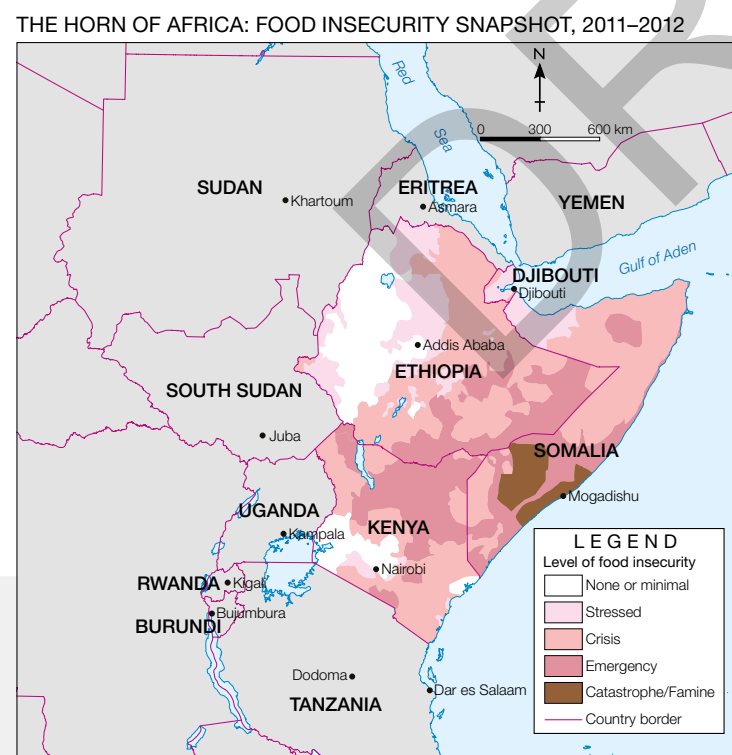 THE HORN OF AFRICA: FOOD INSECURITY SNAPSHOT, 2011–2012
N
Red
Sea
0 300 600 km
SUDAN
Khartoum
ERITREA
Asmara
YEMEN
Gulf of Aden
DJIBOUTI
Djibouti
Addis Ababa
ETHIOPIA
SOUTH SUDAN
Juba
SOMALIA
Mogadishu
UGANDA
Kampala
KENYA
Nairobi
RWANDA
Kigali
Bujumbura
BURUNDI
Dodoma
TANZANIA
Dar es Salaam
LEGEND
Level of food insecurity
None or minimal
Stressed
Crisis
Emergency
Catastrophe/Famine
Country border